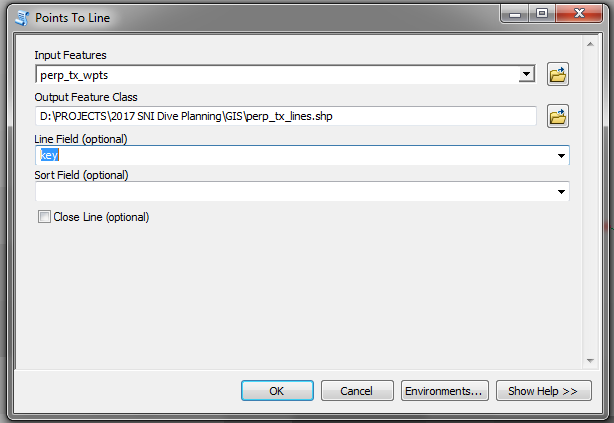 Points To Line
Input Features
perp_tx_wpts
Output Feature Class
D:\PROJECTS\2017 SNI Dive Planning\GIS\perp_tx_lines.shp
Line Field (optional)
key
Sort Field (optional)
Close Line (optional)
OK Cancel Environments... Show Help >>